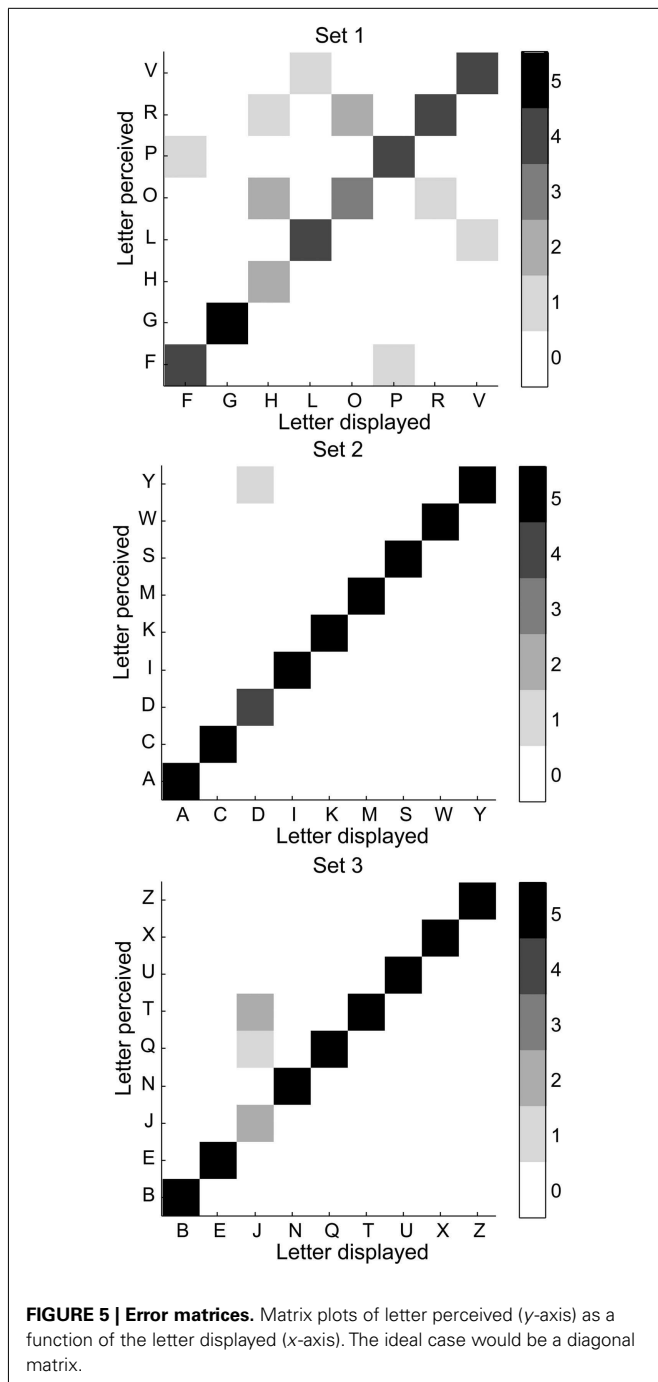 Set 1
Letter perceived
V
R
P
O
L
H
G
F
F G H L O P R V
Letter displayed
5
4
3
2
1
0
Set 2
Letter perceived
Y
W
S
M
K
I
D
C
A
A C D I K M S W Y
Letter displayed
5
4
3
2
1
0
Set 3
Letter perceived
Z
X
U
T
Q
N
J
E
B
B E J N Q T U X Z
Letter displayed
5
4
3
2
1
0
FIGURE 5 | Error matrices. Matrix plots of letter perceived (y-axis) as a
function of the letter displayed (x-axis). The ideal case would be a diagonal
matrix.